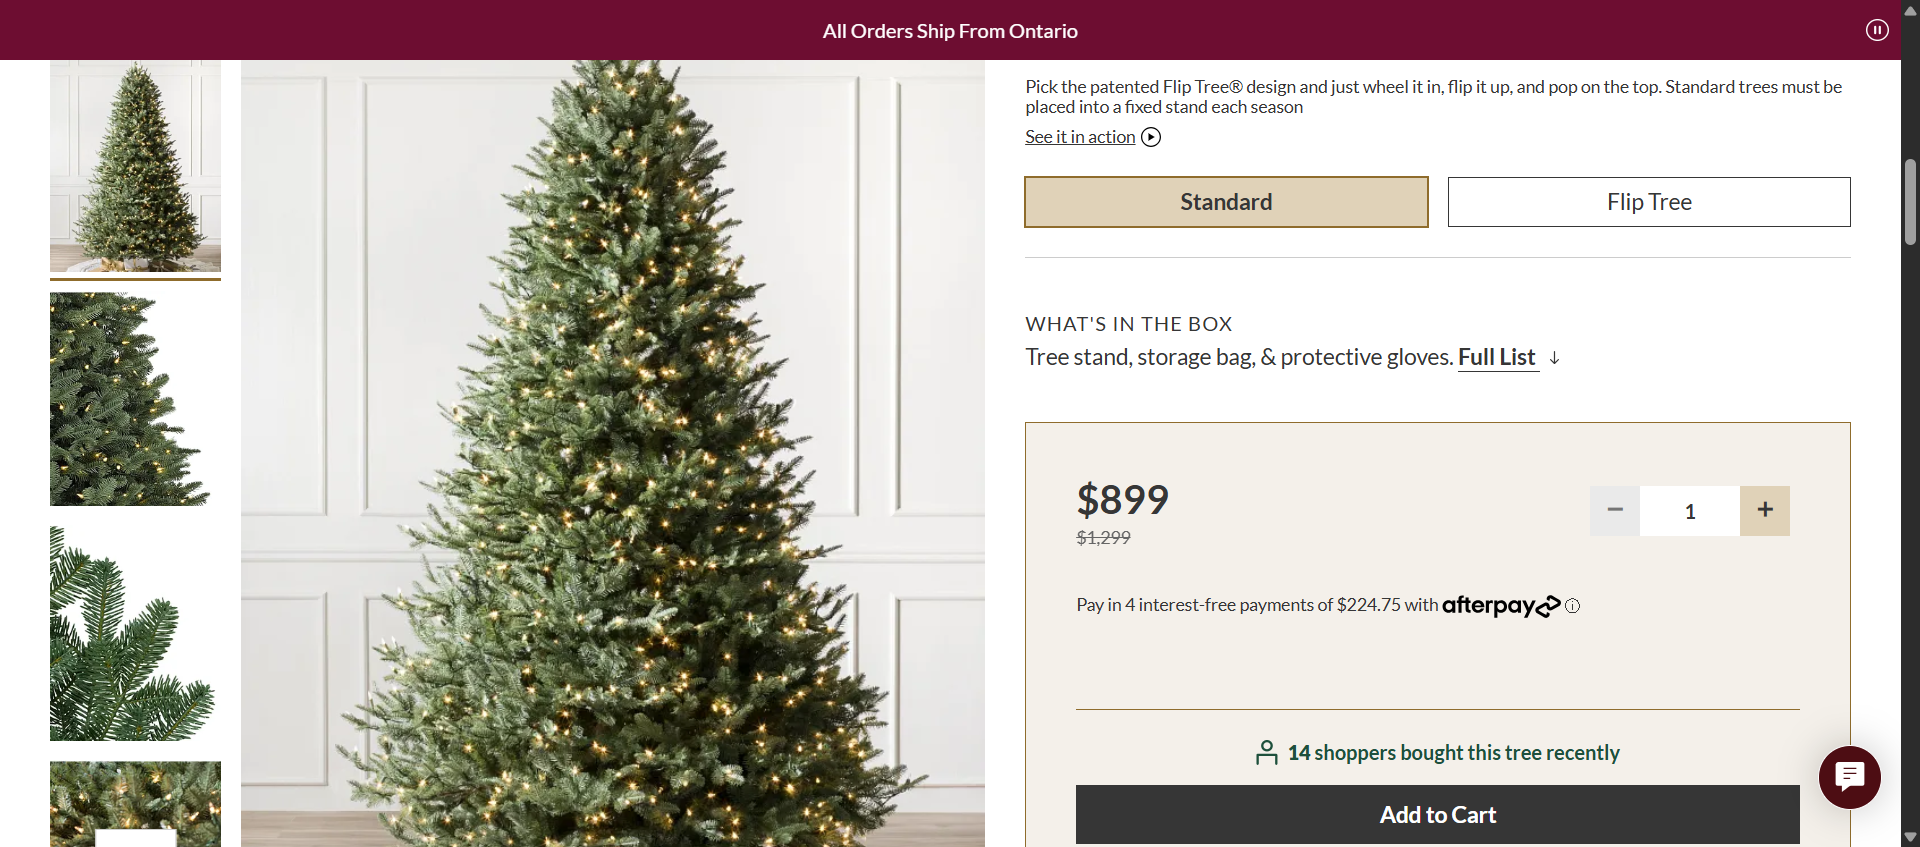 All Orders Ship From Ontario
Pick the patented Flip Tree® design and just wheel it in, flip it up, and pop on the top. Standard trees must be
placed into a fixed stand each season
See it in action
Standard
Flip Tree
WHAT'S IN THE BOX
Tree stand, storage bag, & protective gloves. Full List ↓
$899
$1,299
− 1 +
Pay in 4 interest-free payments of $224.75 with afterpay
14 shoppers bought this tree recently
Add to Cart